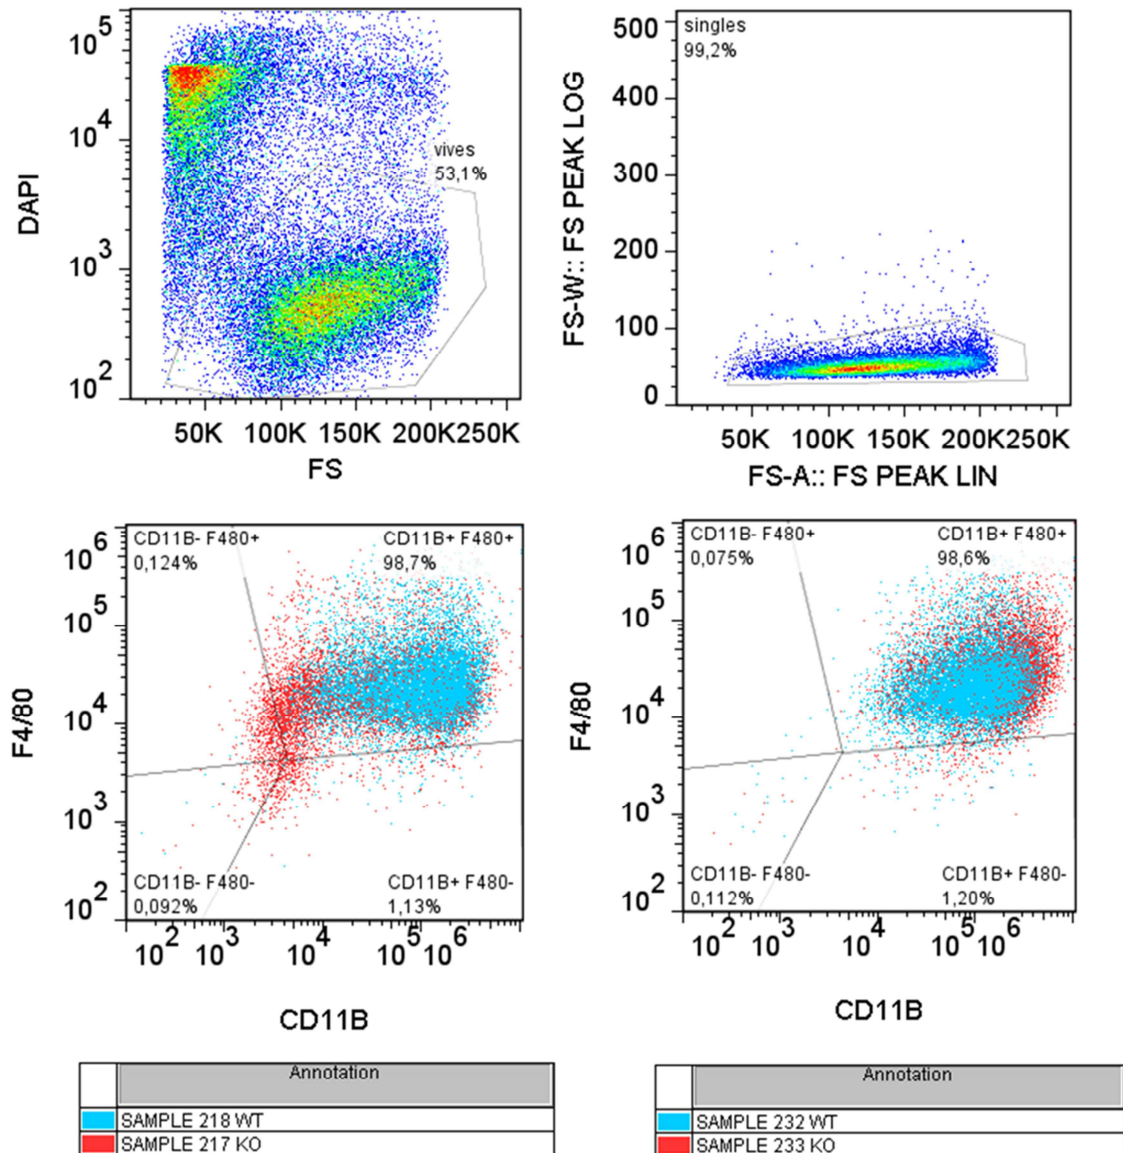 10^5
10^4
10^3
10^2
DAPI
vives
53,1%
50K 100K 150K 200K 250K
FS
singles
99,2%
500
400
300
200
100
0
FS-W:: FS PEAK LOG
50K 100K 150K 200K 250K
FS-A:: FS PEAK LIN
CD11B- F480+
0,124%
CD11B+ F480+
98,7%
10^6
10^5
10^4
10^3
10^2
F4/80
CD11B- F480-
0,092%
CD11B+ F480-
1,13%
10^2 10^3 10^4 10^5 10^6
CD11B
CD11B- F480+
0,075%
CD11B+ F480+
98,6%
10^6
10^5
10^4
10^3
10^2
F4/80
CD11B- F480-
0,112%
CD11B+ F480-
1,20%
10^2 10^3 10^4 10^5 10^6
CD11B
Annotation
SAMPLE 218 WT
SAMPLE 217 KO
Annotation
SAMPLE 232 WT
SAMPLE 233 KO